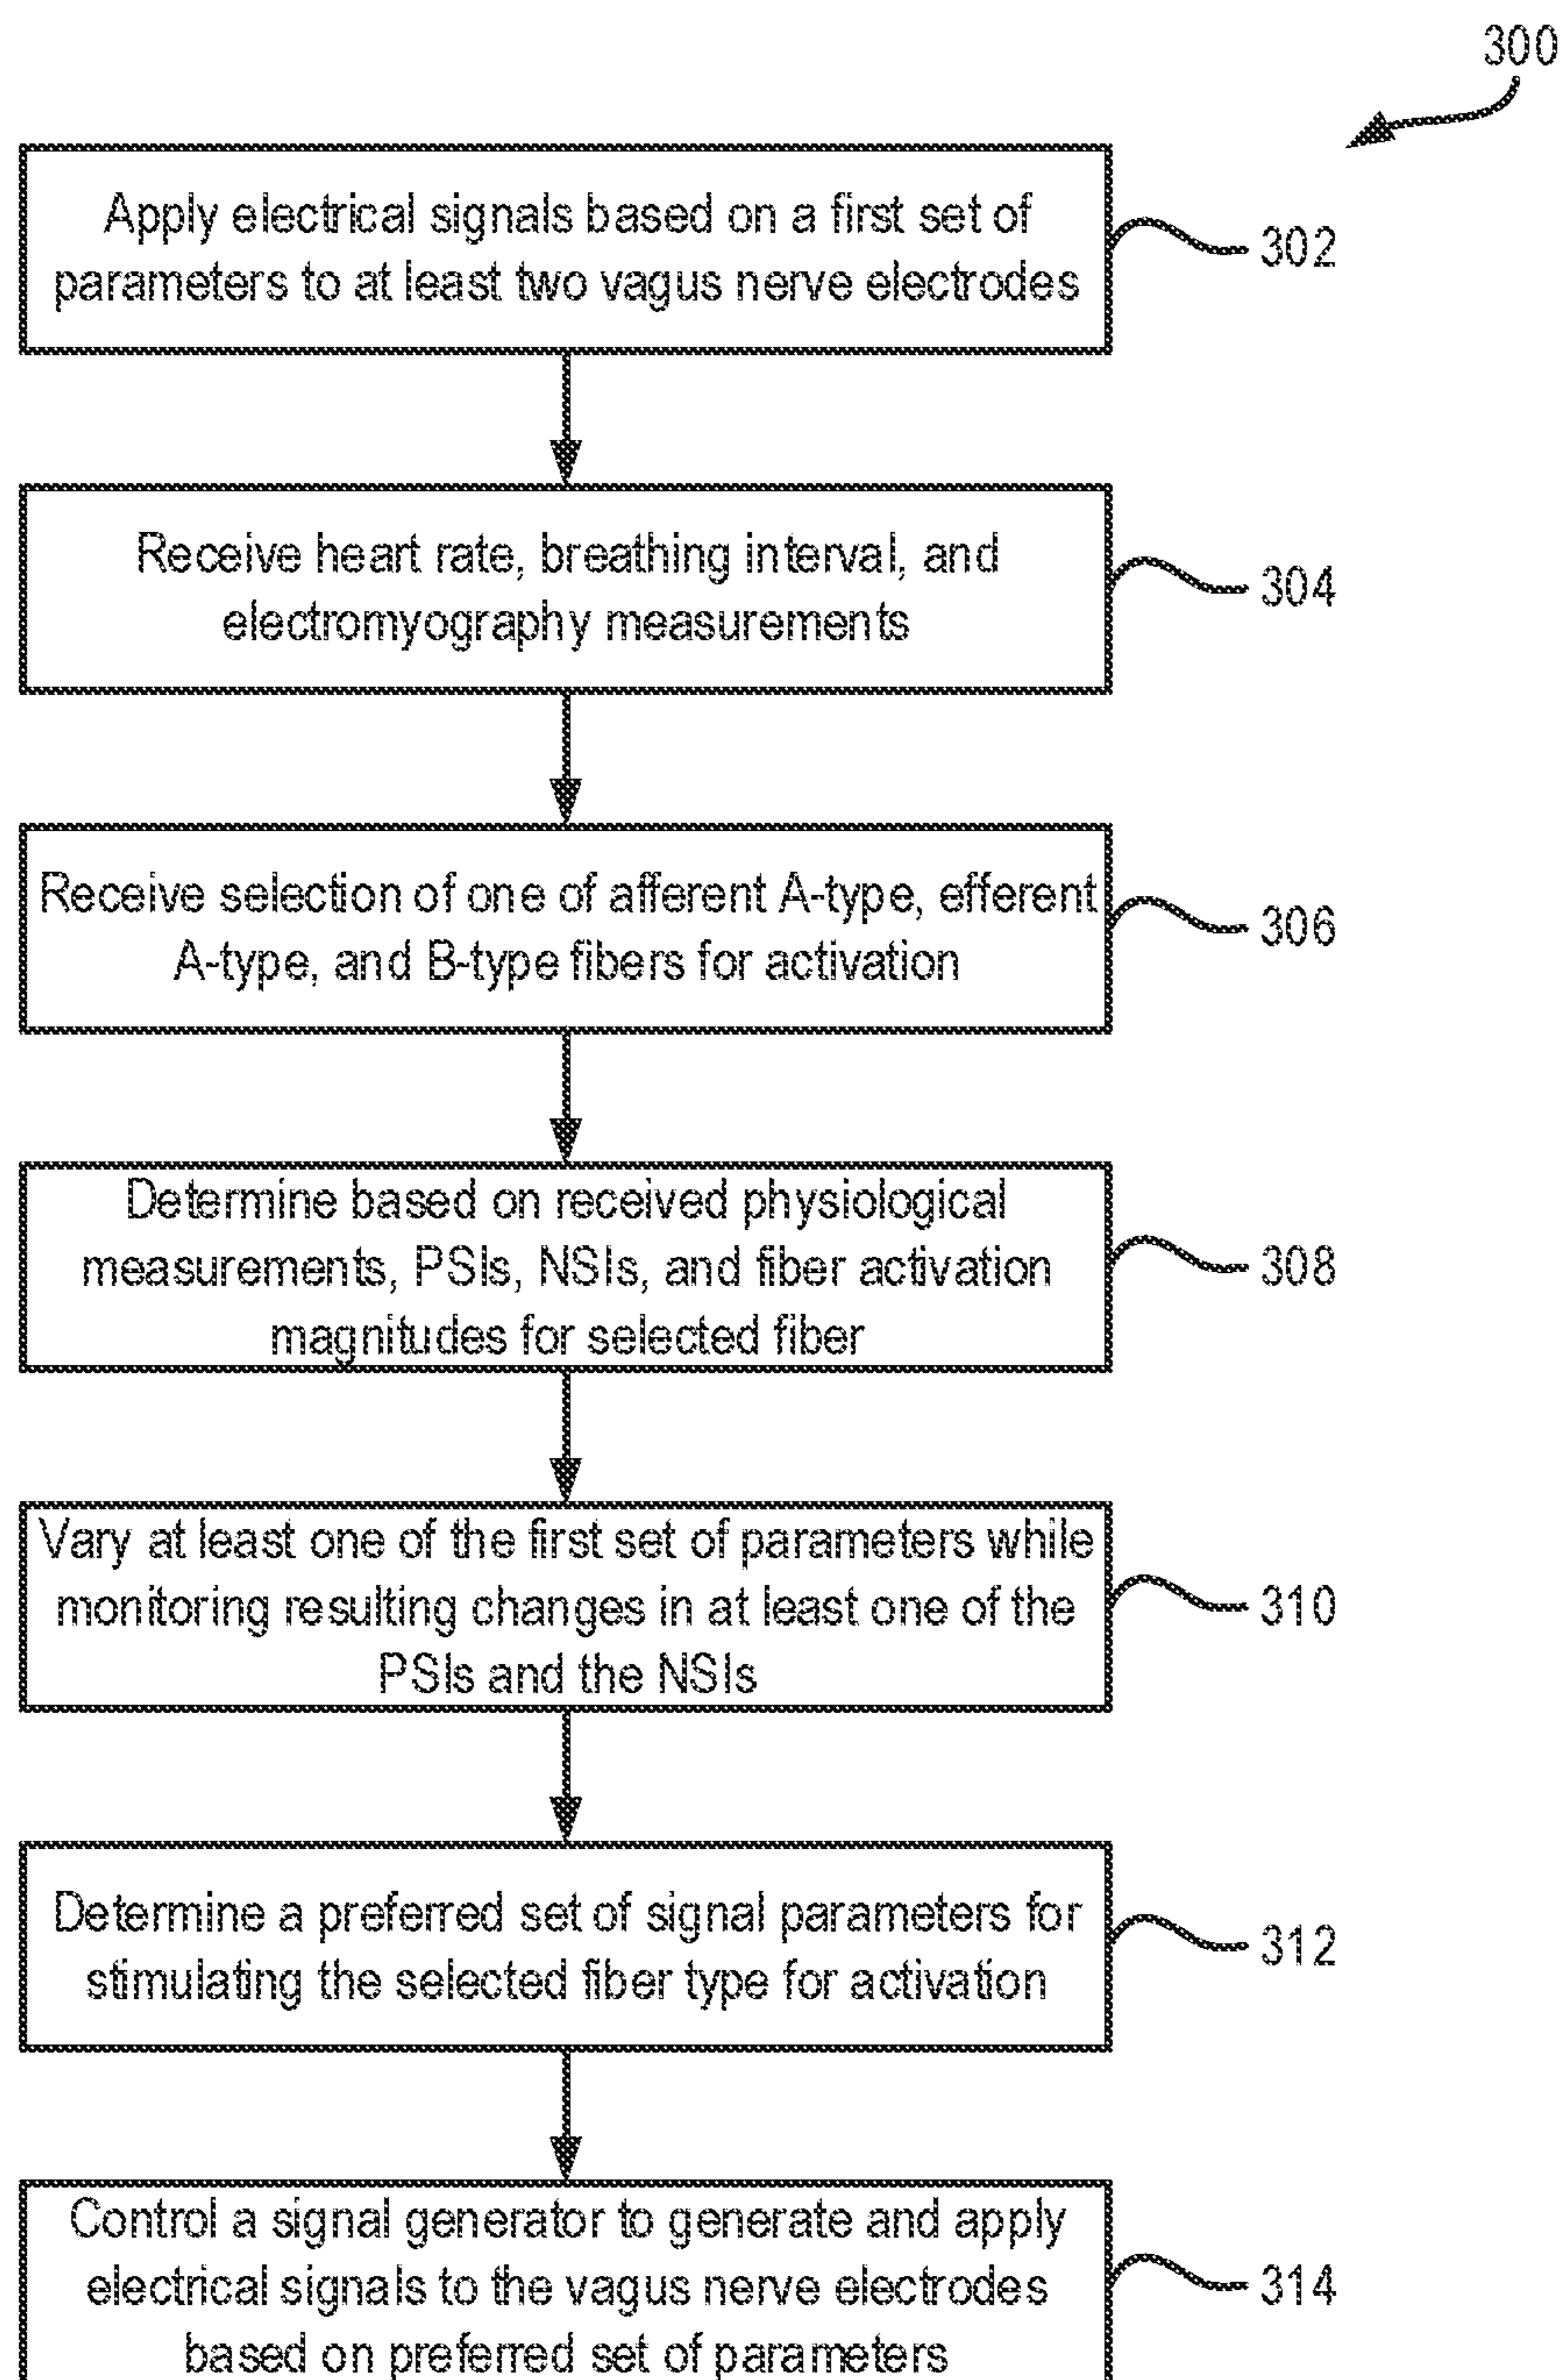 300
Apply electrical signals based on a first set of
parameters to at least two vagus nerve electrodes
302
Receive heart rate, breathing interval, and
electromyography measurements
304
Receive selection of one of afferent A-type, efferent
A-type, and B-type fibers for activation
306
Determine based on received physiological
measurements, PSIs, NSIs, and fiber activation
magnitudes for selected fiber
308
Vary at least one of the first set of parameters while
monitoring resulting changes in at least one of the
PSIs and the NSIs
310
Determine a preferred set of signal parameters for
stimulating the selected fiber type for activation
312
Control a signal generator to generate and apply
electrical signals to the vagus nerve electrodes
based on preferred set of parameters
314